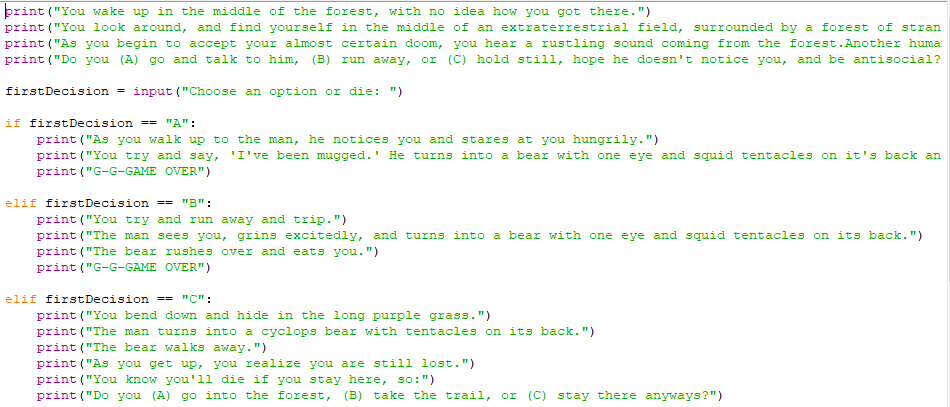 print("You wake up in the middle of the forest, with no idea how you got there.")
print("You look around, and find yourself in the middle of an extraterrestrial field, surrounded by a forest of stran
print("As you begin to accept your almost certain doom, you hear a rustling sound coming from the forest.Another huma
print("Do you (A) go and talk to him, (B) run away, or (C) hold still, hope he doesn't notice you, and be antisocial?
firstDecision = input("Choose an option or die: ")
if firstDecision == "A":
    print("As you walk up to the man, he notices you and stares at you hungrily.")
    print("You try and say, 'I've been mugged.' He turns into a bear with one eye and squid tentacles on it's back an
    print("G-G-GAME OVER")
elif firstDecision == "B":
    print("You try and run away and trip.")
    print("The man sees you, grins excitedly, and turns into a bear with one eye and squid tentacles on its back.")
    print("The bear rushes over and eats you.")
    print("G-G-GAME OVER")
elif firstDecision == "C":
    print("You bend down and hide in the long purple grass.")
    print("The man turns into a cyclops bear with tentacles on its back.")
    print("The bear walks away.")
    print("As you get up, you realize you are still lost.")
    print("You know you'll die if you stay here, so:")
    print("Do you (A) go into the forest, (B) take the trail, or (C) stay there anyways?")